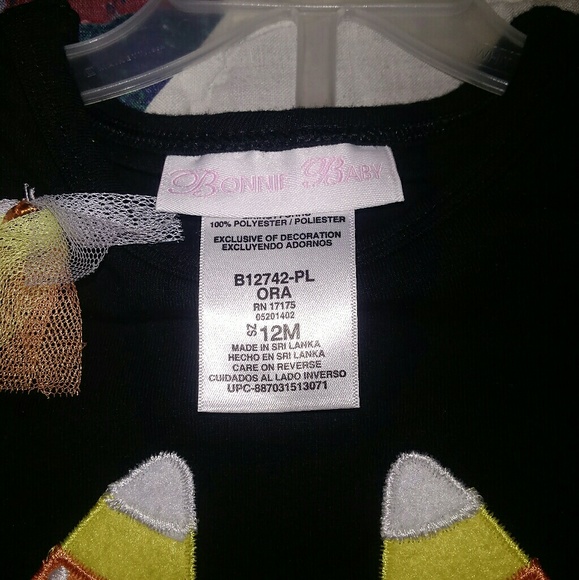 BONNIE BABY
100% POLYESTER / POLIESTER
EXCLUSIVE OF DECORATION
EXCLUYENDO ADORNOS
B12742-PL
ORA
RN 17175
05201402
SZ 12M
MADE IN SRI LANKA
HECHO EN SRI LANKA
CARE ON REVERSE
CUIDADOS AL LADO INVERSO
UPC-887031513071